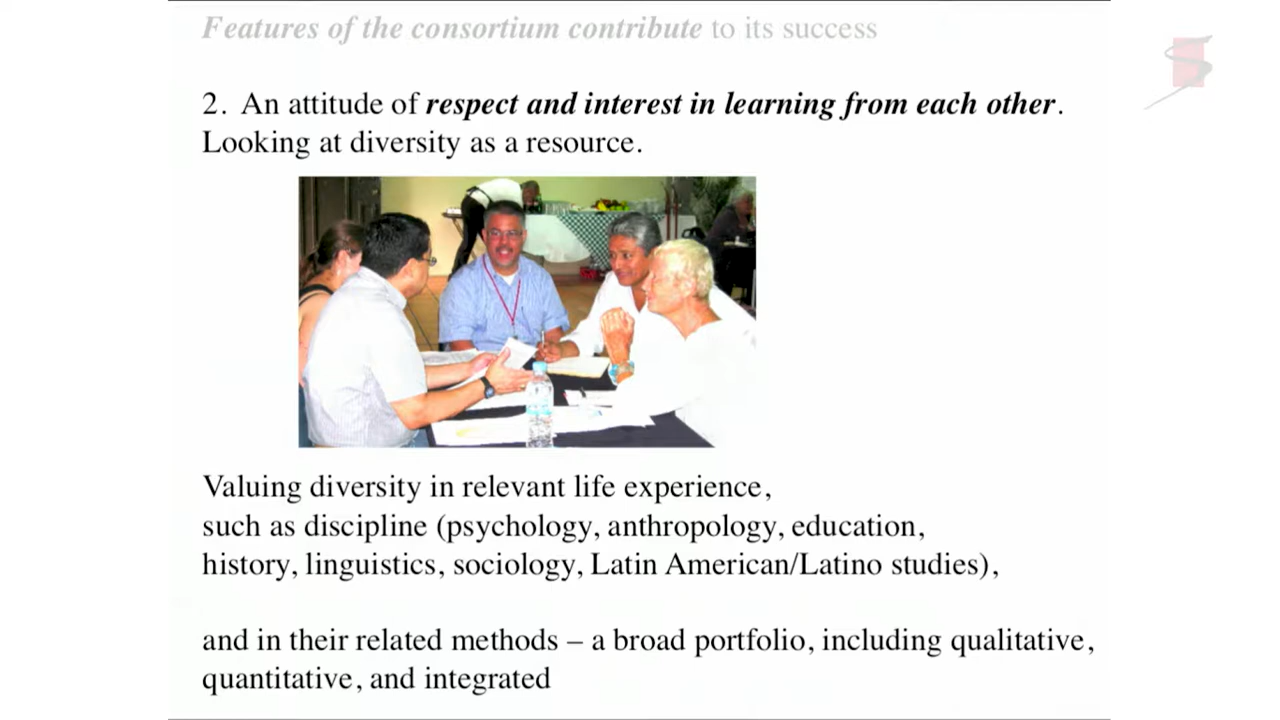 Features of the consortium contribute to its success
2. An attitude of respect and interest in learning from each other.
Looking at diversity as a resource.
Valuing diversity in relevant life experience,
such as discipline (psychology, anthropology, education,
history, linguistics, sociology, Latin American/Latino studies),
and in their related methods – a broad portfolio, including qualitative,
quantitative, and integrated